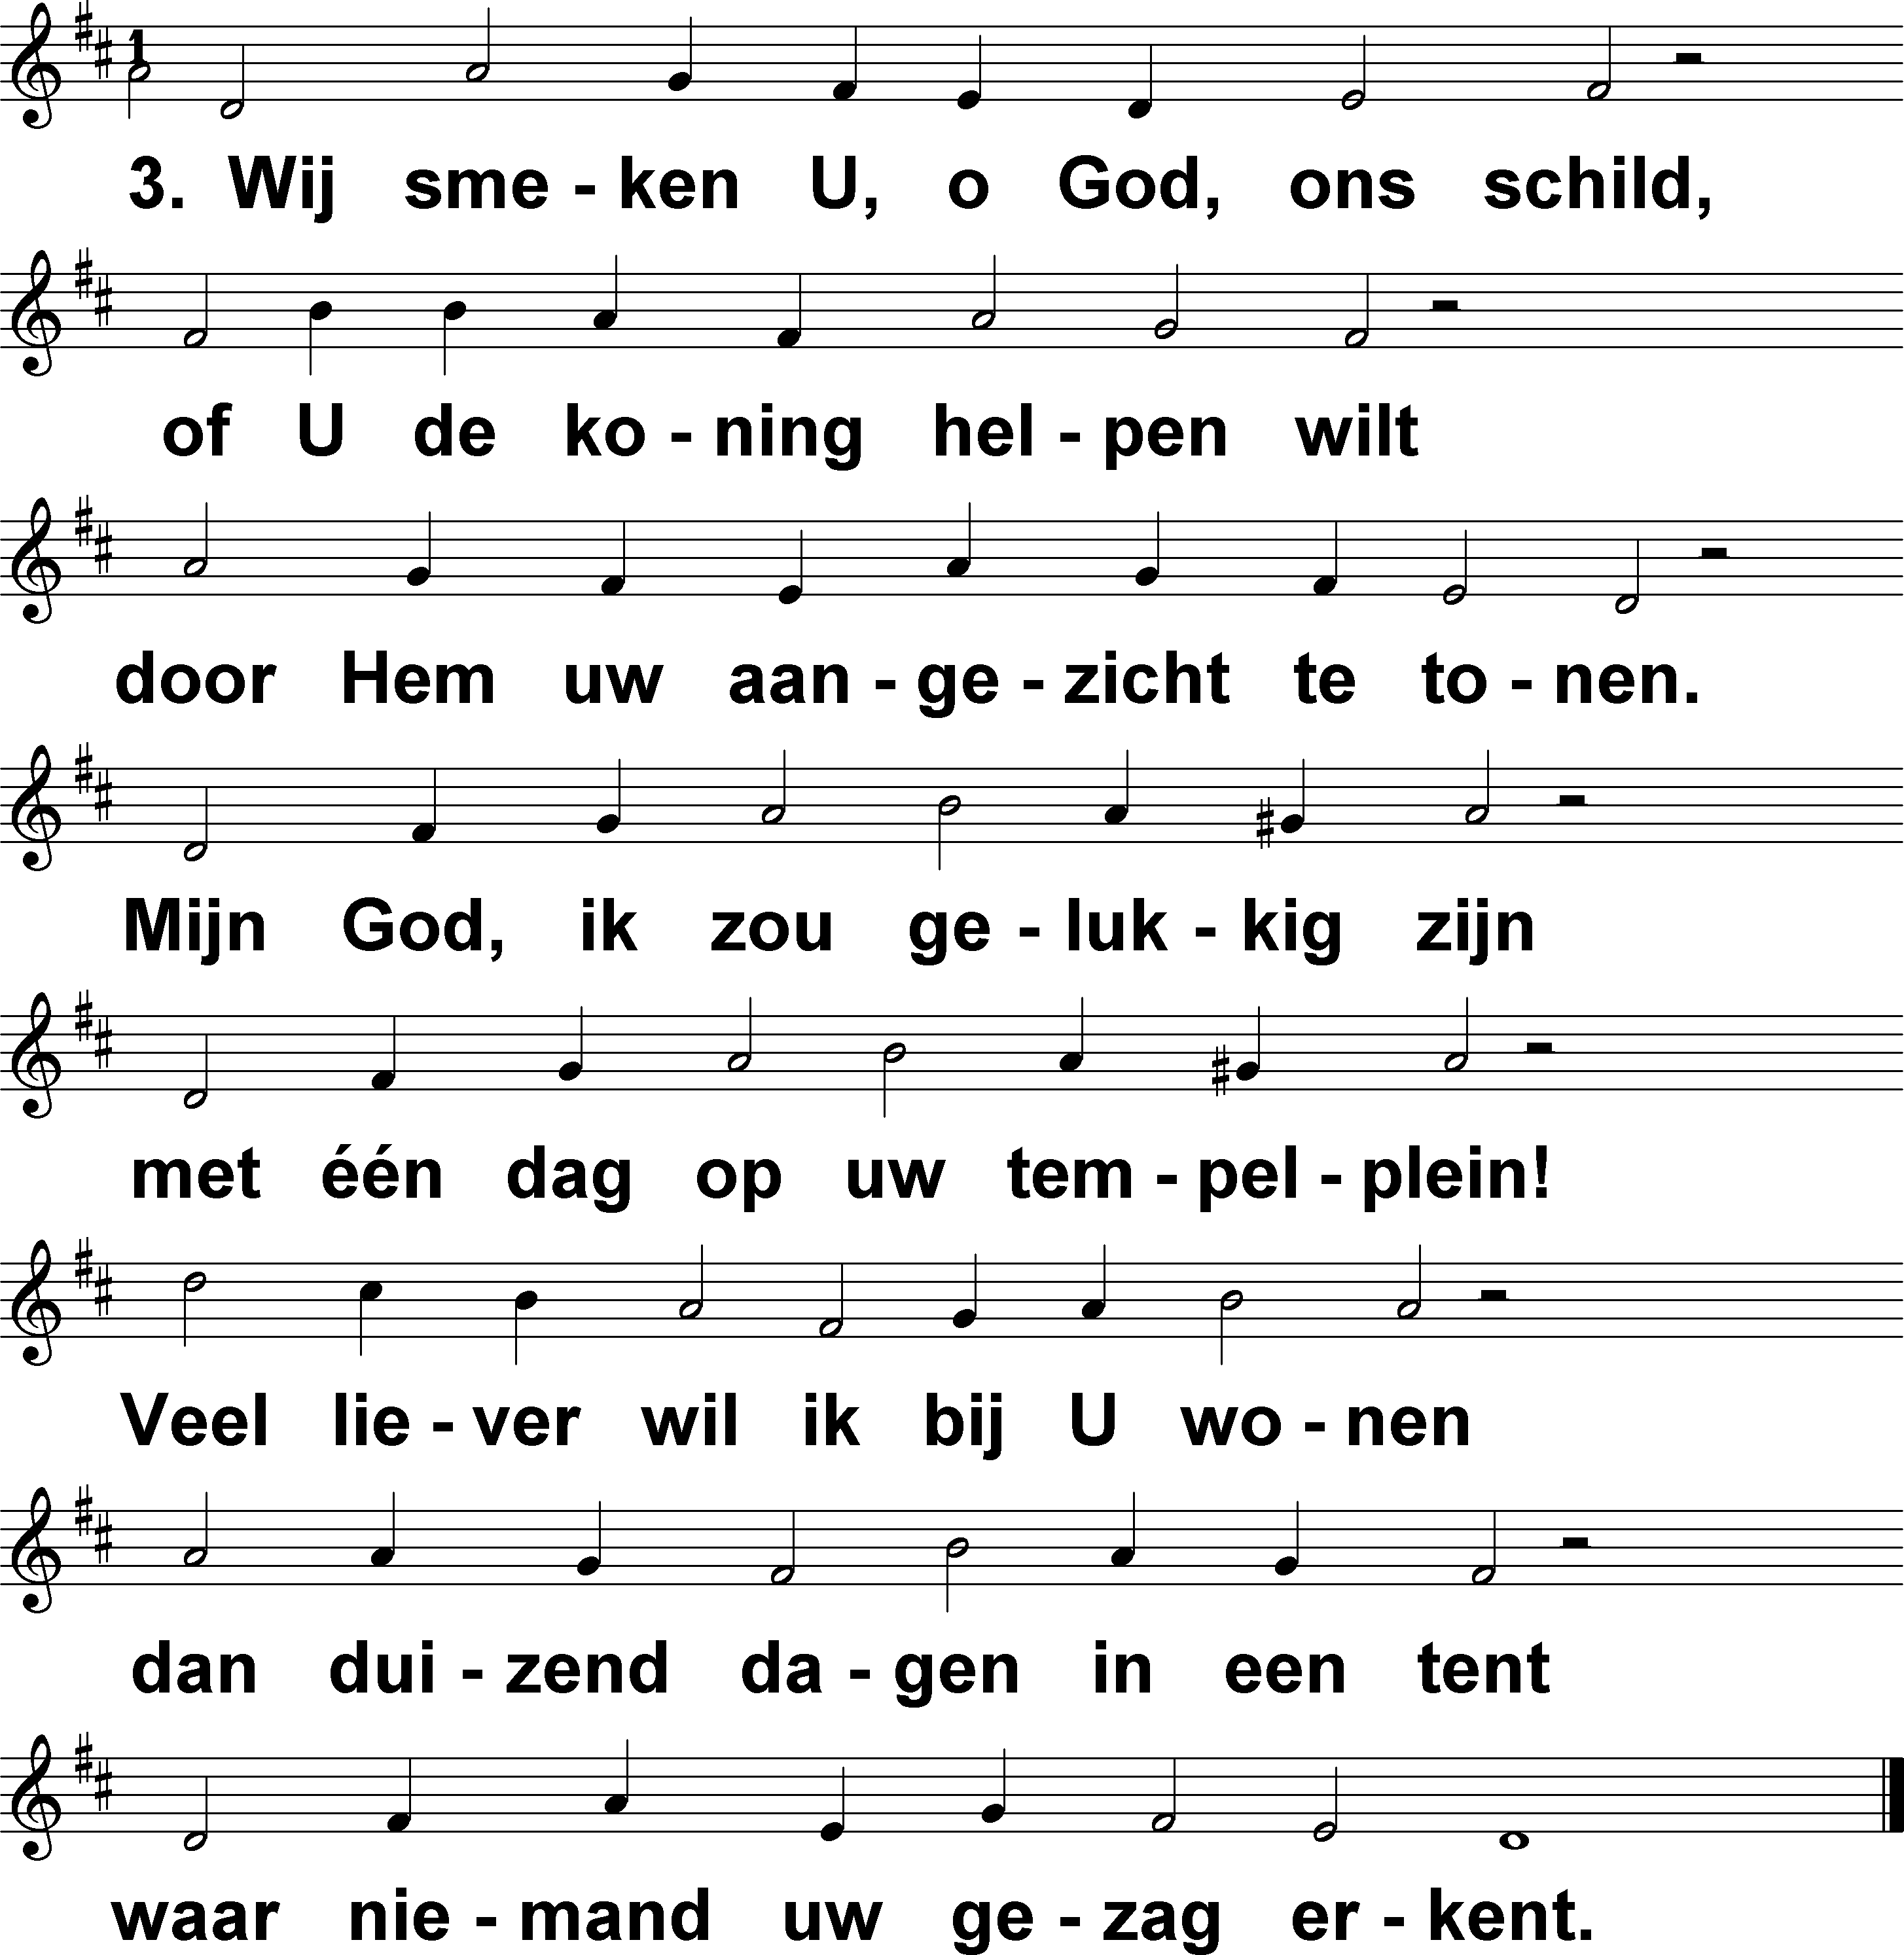 3. Wij sme - ken U, o God, ons schild,
of U de ko - ning hel - pen wilt
door Hem uw aan - ge - zicht te to - nen.
Mijn God, ik zou ge - luk - kig zijn
met één dag op uw tem - pel - plein!
Veel lie - ver wil ik bij U wo - nen
dan dui - zend da - gen in een tent
waar nie - mand uw ge - zag er - kent.